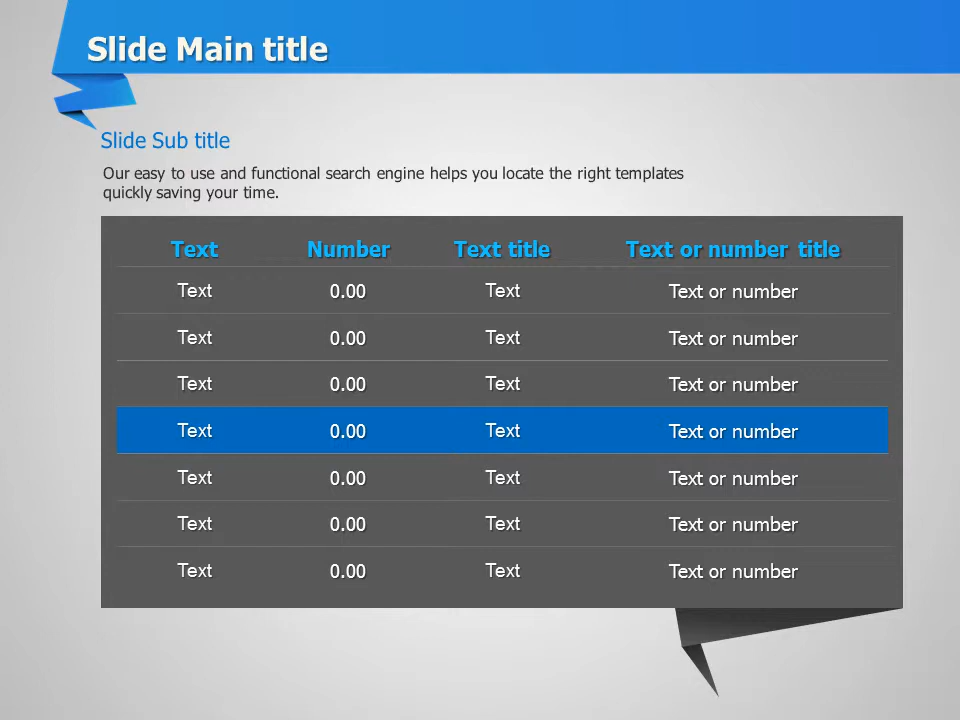 Slide Main title
Slide Sub title
Our easy to use and functional search engine helps you locate the right templates
quickly saving your time.
Text Number Text title Text or number title
Text 0.00 Text Text or number
Text 0.00 Text Text or number
Text 0.00 Text Text or number
Text 0.00 Text Text or number
Text 0.00 Text Text or number
Text 0.00 Text Text or number
Text 0.00 Text Text or number